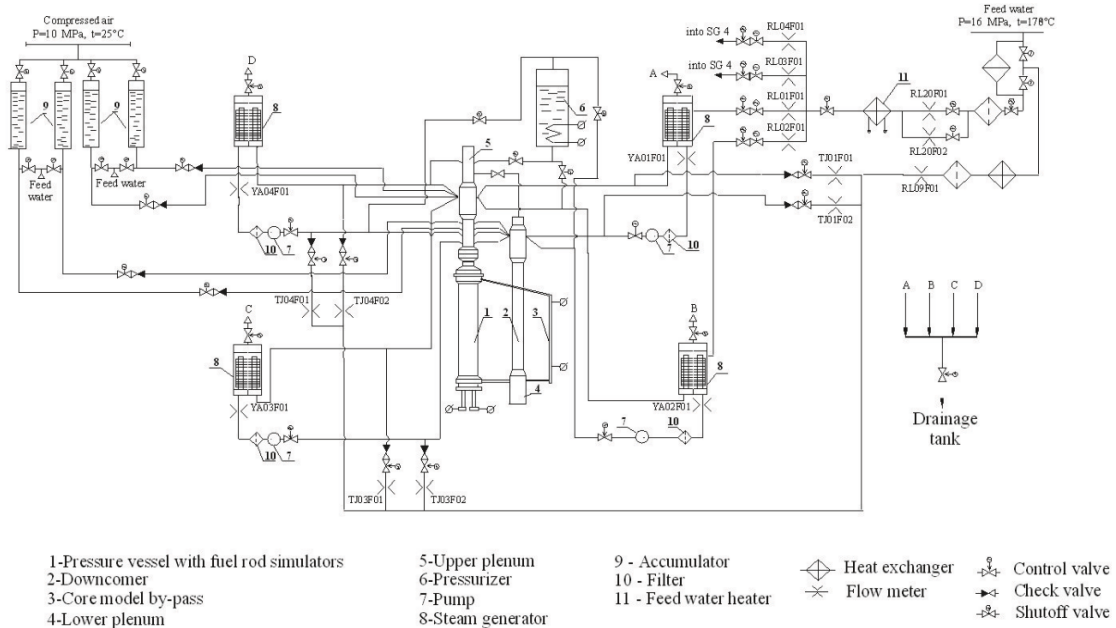 Compressed air
P=10 MPa, t=25°C
Feed water
P=16 MPa, t=178°C
into SG 4
RL04F01
into SG 4
RL03F01
RL01F01
RL02F01
11
RL20F01
RL20F02
RL09F01
9
9
Feed water
Feed water
D
8
YA04F01
10
7
6
5
A
8
YA01F01
7
10
TJ01F01
TJ01F02
TJ04F01
TJ04F02
1
2
3
4
C
8
YA03F01
10
7
TJ03F01
TJ03F02
B
8
YA02F01
7
10
A B C D
Drainage
tank
1-Pressure vessel with fuel rod simulators
2-Downcomer
3-Core model by-pass
4-Lower plenum
5-Upper plenum
6-Pressurizer
7-Pump
8-Steam generator
9 - Accumulator
10 - Filter
11 - Feed water heater
Heat exchanger
Flow meter
Control valve
Check valve
Shutoff valve